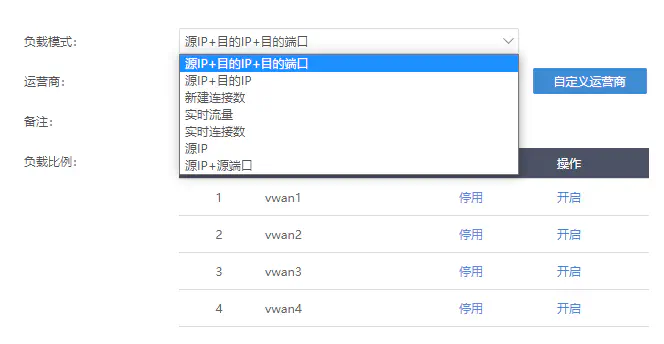 负载模式： 源IP+目的IP+目的端口
源IP+目的IP+目的端口
运营商： 源IP+目的IP 自定义运营商
新建连接数
实时流量
备注：
实时连接数
源IP
负载比例： 操作
源IP+源端口
1 vwan1 停用 开启
2 vwan2 停用 开启
3 vwan3 停用 开启
4 vwan4 停用 开启